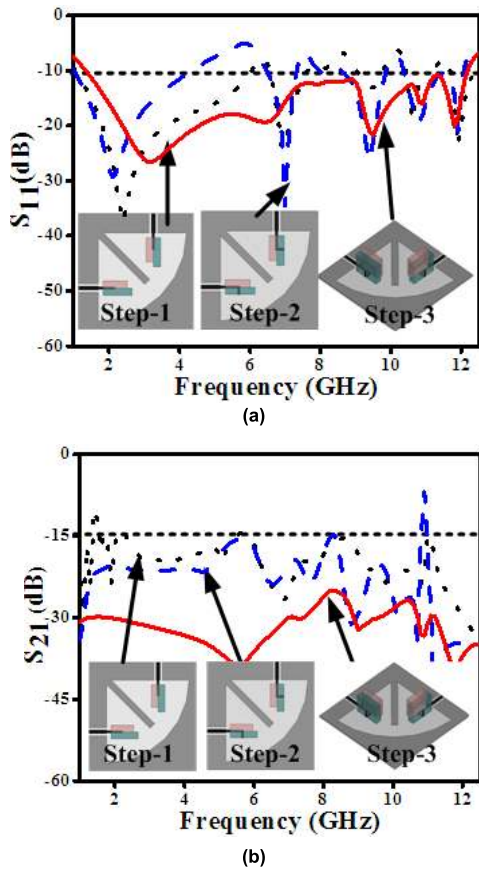 0
-10
-20
-30
-40
-50
-60
S11(dB)
Step-1
Step-2
Step-3
2
4
6
8
10
12
Frequency (GHz)
(a)
0
-15
-30
-45
-60
S21(dB)
Step-1
Step-2
Step-3
2
4
6
8
10
12
Frequency (GHz)
(b)